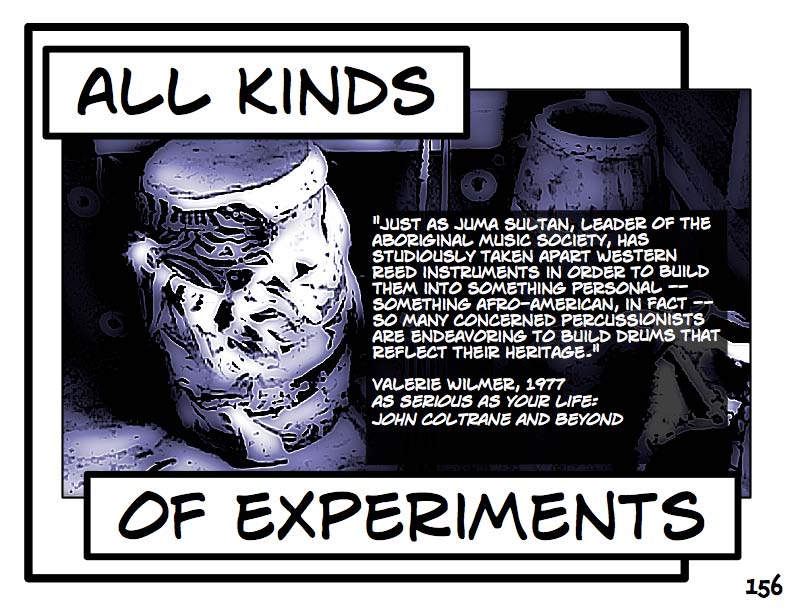 ALL KINDS
"JUST AS JUMA SULTAN, LEADER OF THE
ABORIGINAL MUSIC SOCIETY, HAS
STUDIOUSLY TAKEN APART WESTERN
REED INSTRUMENTS IN ORDER TO BUILD
THEM INTO SOMETHING PERSONAL --
SOMETHING AFRO-AMERICAN, IN FACT --
SO MANY CONCERNED PERCUSSIONISTS
ARE ENDEAVORING TO BUILD DRUMS THAT
REFLECT THEIR HERITAGE."
VALERIE WILMER, 1977
AS SERIOUS AS YOUR LIFE:
JOHN COLTRANE AND BEYOND
OF EXPERIMENTS
156